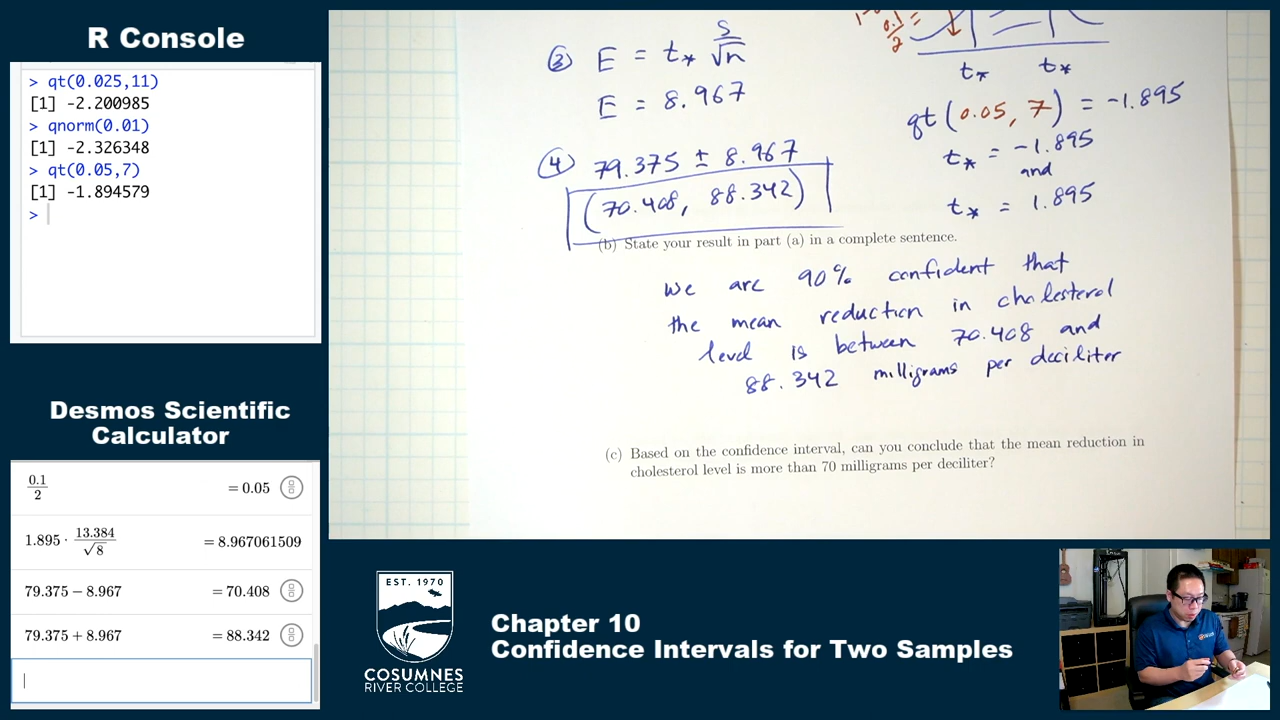 R Console
> qt(0.025,11)
[1] -2.200985
> qnorm(0.01)
[1] -2.326348
> qt(0.05,7)
[1] -1.894579
>
Desmos Scientific
Calculator
0.1/2 = 0.05
1.895 · 13.384/√8 = 8.967061509
79.375 − 8.967 = 70.408
79.375 + 8.967 = 88.342
③ E = t* s/√n
E = 8.967
④ 79.375 ± 8.967
(70.408, 88.342)
0.1/2 =
t* t*
qt(0.05, 7) = -1.895
t* = -1.895
and
t* = 1.895
(b) State your result in part (a) in a complete sentence.
We are 90% confident that
the mean reduction in cholesterol
level is between 70.408 and
88.342 milligrams per deciliter
(c) Based on the confidence interval, can you conclude that the mean reduction in
cholesterol level is more than 70 milligrams per deciliter?
EST. 1970
COSUMNES
RIVER COLLEGE
Chapter 10
Confidence Intervals for Two Samples